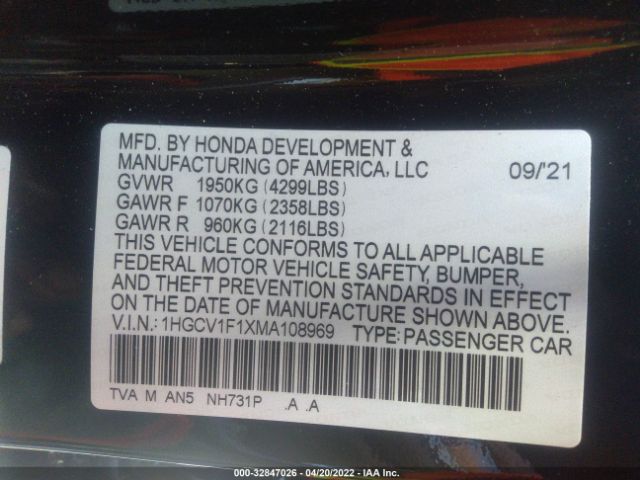 MFD. BY HONDA DEVELOPMENT &
MANUFACTURING OF AMERICA, LLC 09/'21
GVWR 1950KG (4299LBS)
GAWR F 1070KG (2358LBS)
GAWR R 960KG (2116LBS)
THIS VEHICLE CONFORMS TO ALL APPLICABLE
FEDERAL MOTOR VEHICLE SAFETY, BUMPER,
AND THEFT PREVENTION STANDARDS IN EFFECT
ON THE DATE OF MANUFACTURE SHOWN ABOVE.
V.I.N.: 1HGCV1F1XMA108969 TYPE: PASSENGER CAR
TVA M AN5 NH731P .A .A
000-32847026 - 04/20/2022 - IAA Inc.